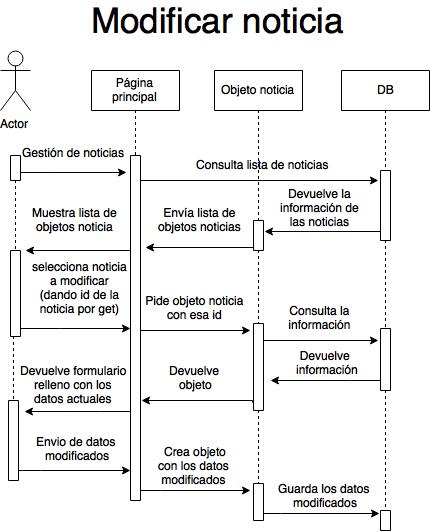 Modificar noticia
Página
principal
Objeto noticia
DB
Actor
Gestión de noticias
Consulta lista de noticias
Devuelve la
información de
las noticias
Envía lista de
objetos noticias
Muestra lista de
objetos noticia
selecciona noticia
a modificar
(dando id de la
noticia por get)
Pide objeto noticia
con esa id
Consulta la
información
Devuelve
información
Devuelve
objeto
Devuelve formulario
relleno con los
datos actuales
Envio de datos
modificados
Crea objeto
con los datos
modificados
Guarda los datos
modificados